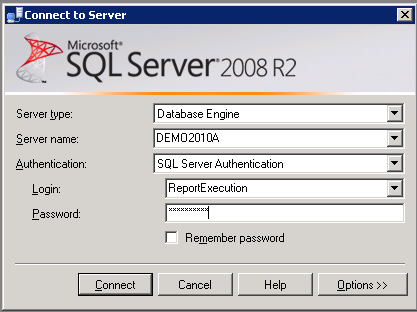 Connect to Server
Microsoft®
SQL Server® 2008 R2
Server type: Database Engine
Server name: DEMO2010A
Authentication: SQL Server Authentication
Login: ReportExecution
Password: **********
Remember password
Connect Cancel Help Options >>